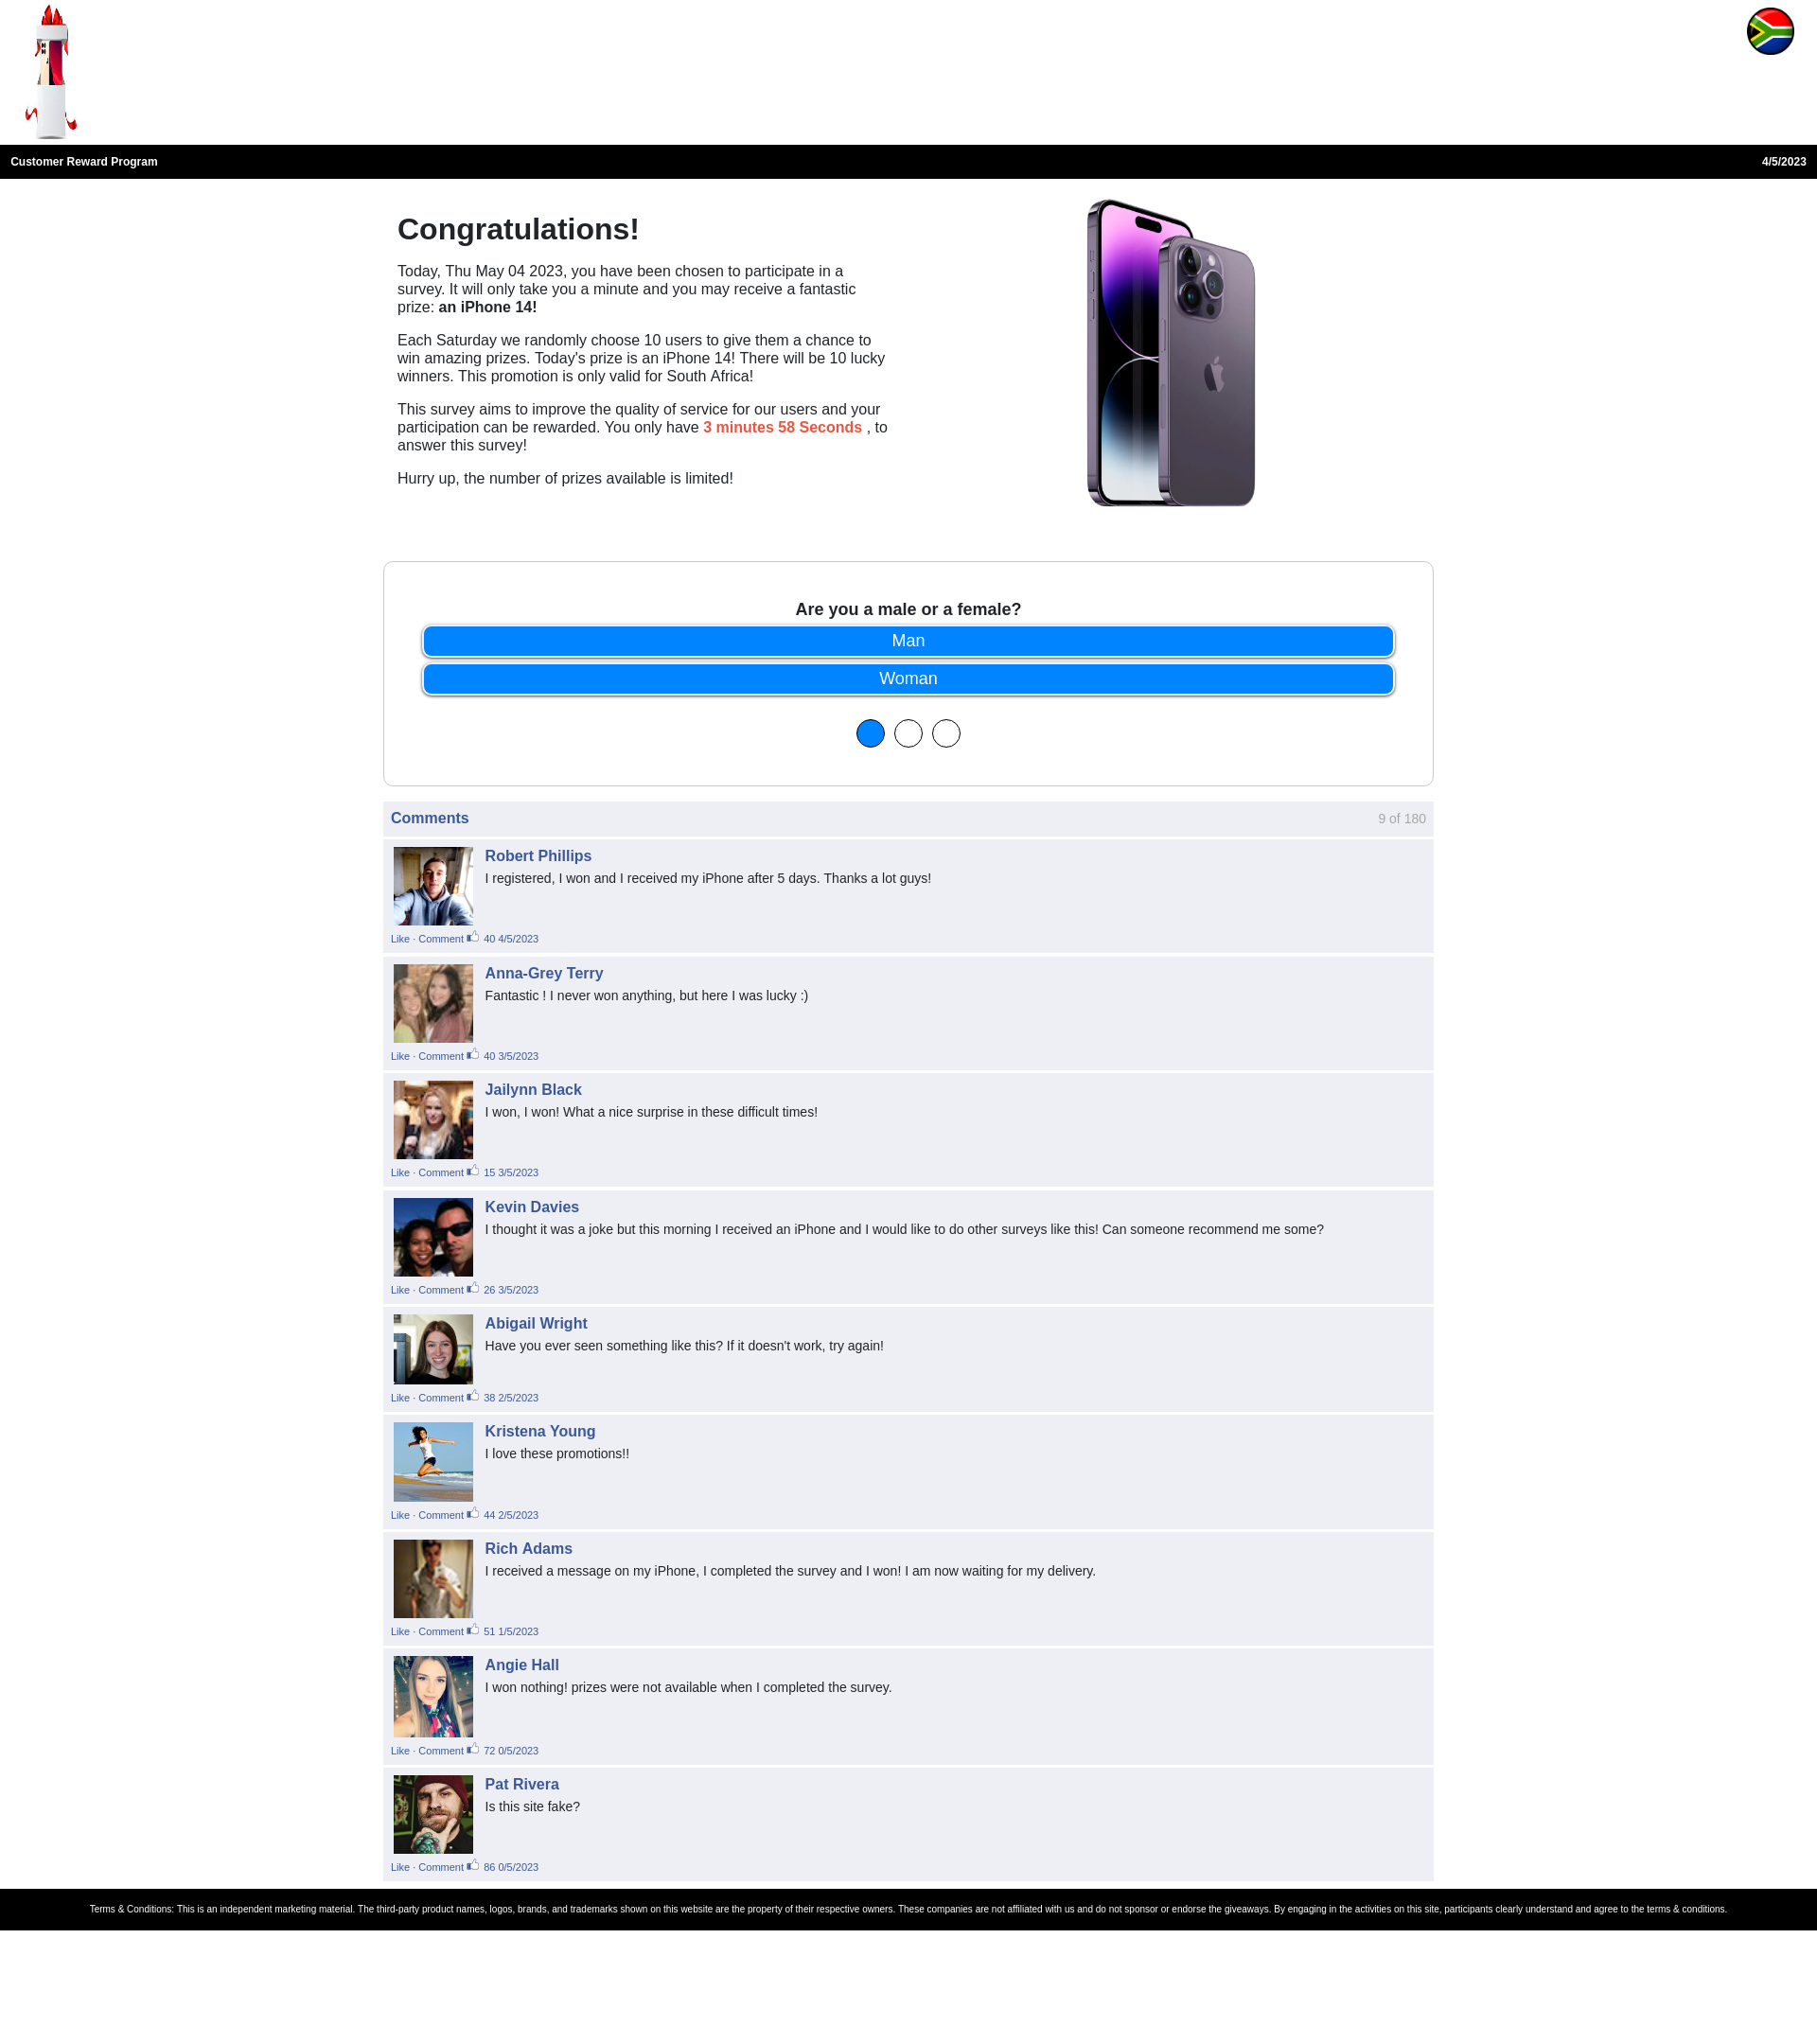 Customer Reward Program
4/5/2023
Congratulations!
Today, Thu May 04 2023, you have been chosen to participate in a
survey. It will only take you a minute and you may receive a fantastic
prize: an iPhone 14!
Each Saturday we randomly choose 10 users to give them a chance to
win amazing prizes. Today's prize is an iPhone 14! There will be 10 lucky
winners. This promotion is only valid for South Africa!
This survey aims to improve the quality of service for our users and your
participation can be rewarded. You only have 3 minutes 58 Seconds , to
answer this survey!
Hurry up, the number of prizes available is limited!
Are you a male or a female?
Man
Woman
Comments
9 of 180
Robert Phillips
I registered, I won and I received my iPhone after 5 days. Thanks a lot guys!
Like · Comment 40 4/5/2023
Anna-Grey Terry
Fantastic ! I never won anything, but here I was lucky :)
Like · Comment 40 3/5/2023
Jailynn Black
I won, I won! What a nice surprise in these difficult times!
Like · Comment 15 3/5/2023
Kevin Davies
I thought it was a joke but this morning I received an iPhone and I would like to do other surveys like this! Can someone recommend me some?
Like · Comment 26 3/5/2023
Abigail Wright
Have you ever seen something like this? If it doesn't work, try again!
Like · Comment 38 2/5/2023
Kristena Young
I love these promotions!!
Like · Comment 44 2/5/2023
Rich Adams
I received a message on my iPhone, I completed the survey and I won! I am now waiting for my delivery.
Like · Comment 51 1/5/2023
Angie Hall
I won nothing! prizes were not available when I completed the survey.
Like · Comment 72 0/5/2023
Pat Rivera
Is this site fake?
Like · Comment 86 0/5/2023
Terms & Conditions: This is an independent marketing material. The third-party product names, logos, brands, and trademarks shown on this website are the property of their respective owners. These companies are not affiliated with us and do not sponsor or endorse the giveaways. By engaging in the activities on this site, participants clearly understand and agree to the terms & conditions.